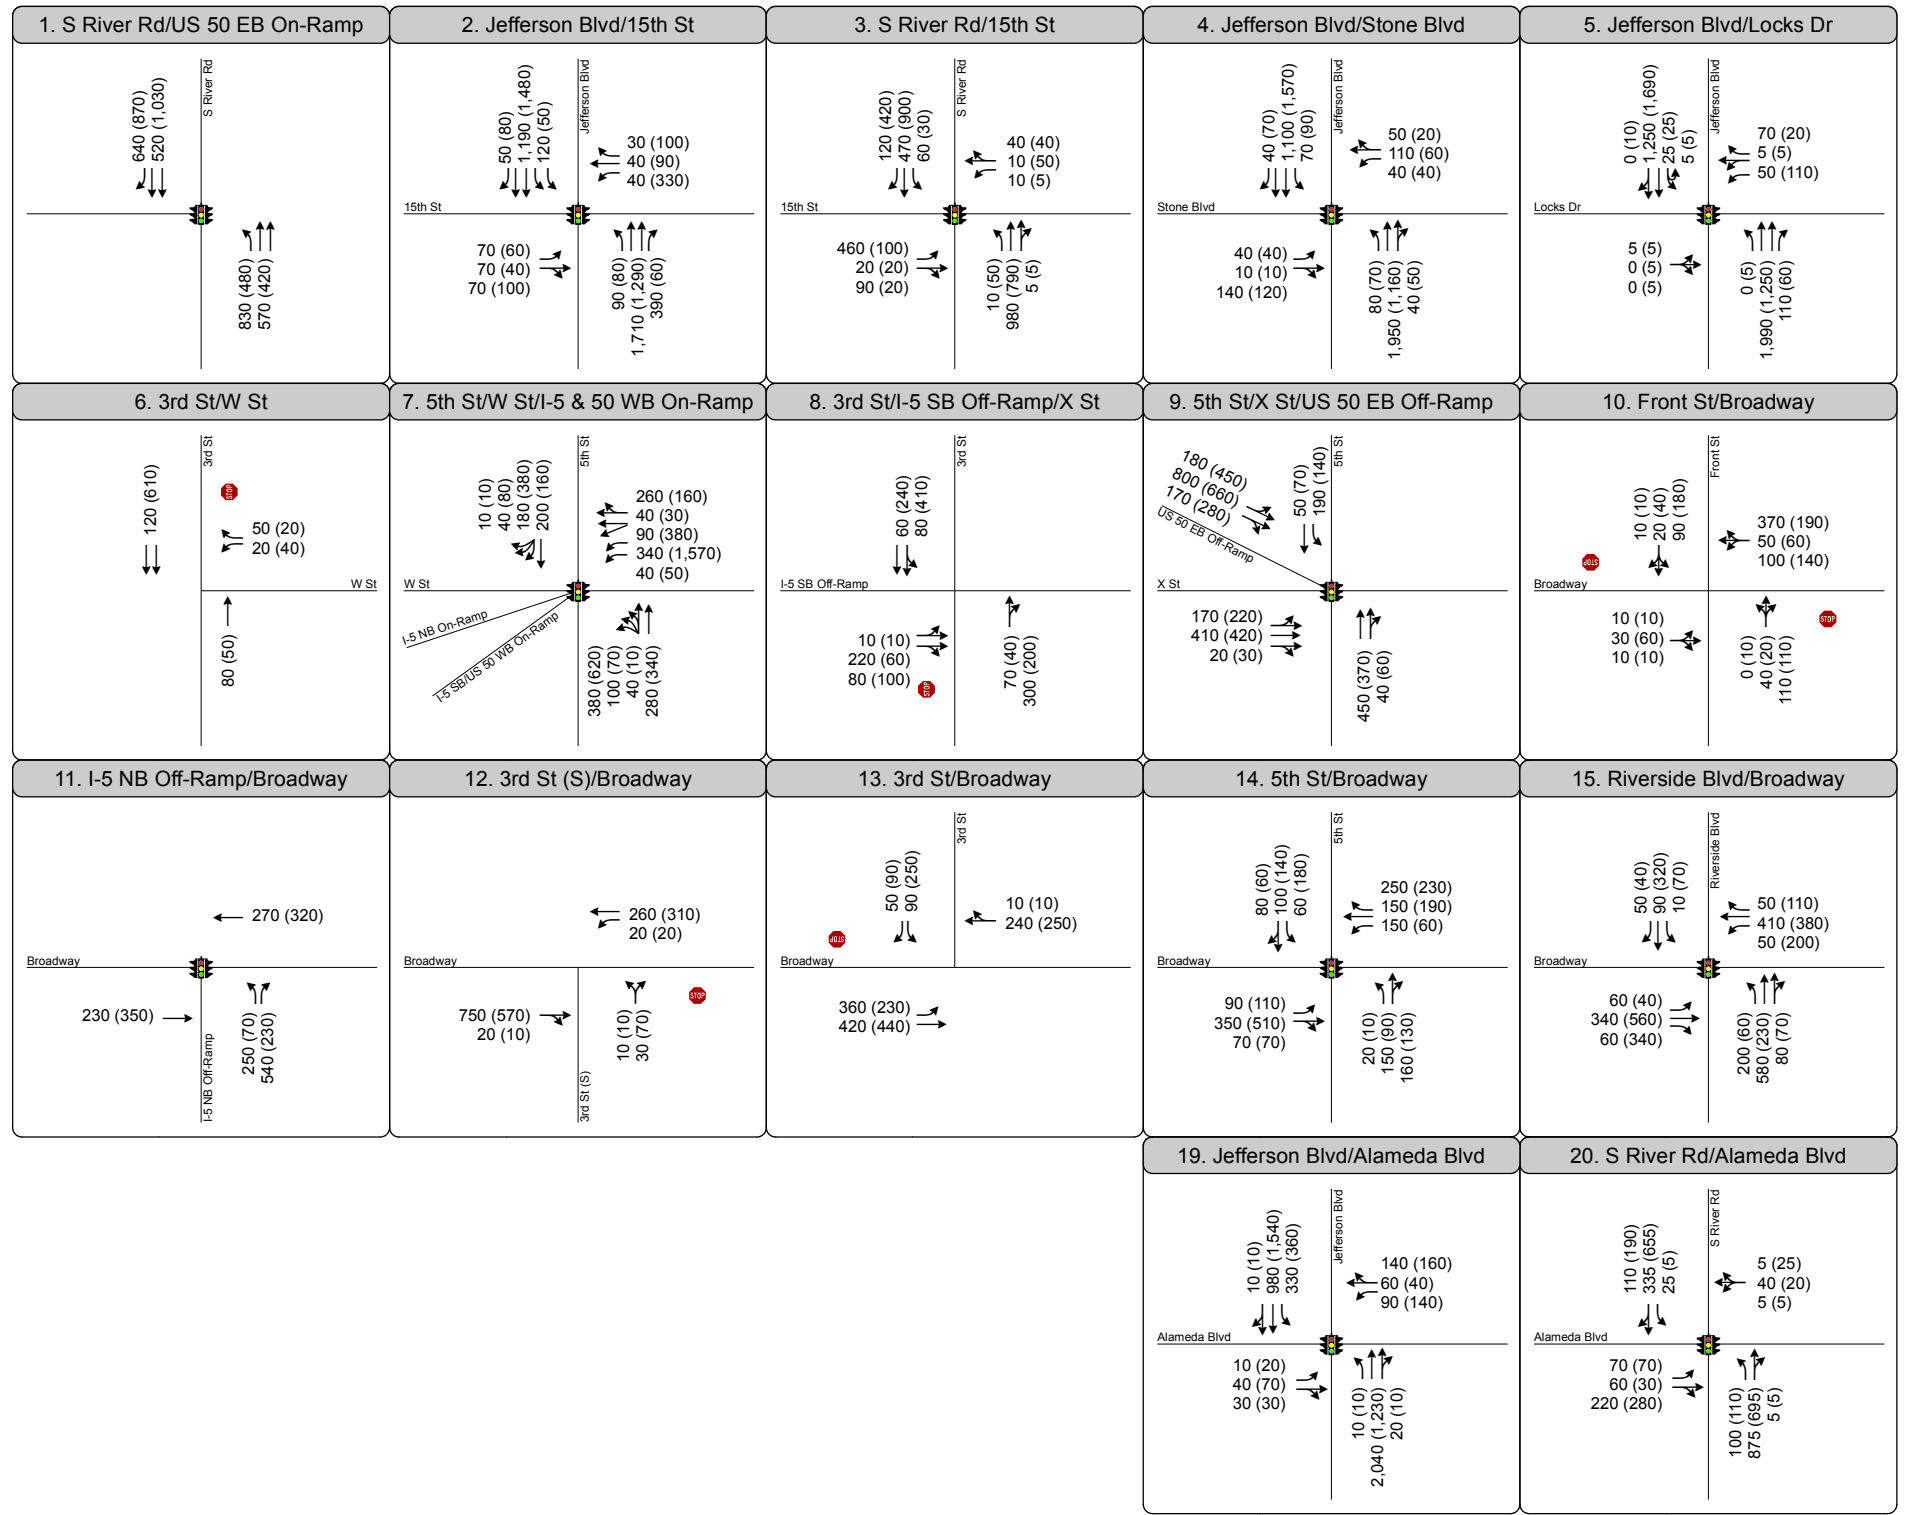 1. S River Rd/US 50 EB On-Ramp
640 (870)
520 (1,030)
S River Rd
830 (480)
570 (420)
2. Jefferson Blvd/15th St
50 (80)
1,190 (1,480)
120 (50)
Jefferson Blvd
30 (100)
40 (90)
40 (330)
15th St
70 (60)
70 (40)
70 (100)
90 (80)
1,710 (1,290)
390 (60)
3. S River Rd/15th St
120 (420)
470 (900)
60 (30)
S River Rd
40 (40)
10 (50)
10 (5)
15th St
460 (100)
20 (20)
90 (20)
10 (50)
980 (790)
5 (5)
4. Jefferson Blvd/Stone Blvd
40 (70)
1,100 (1,570)
70 (90)
Jefferson Blvd
50 (20)
110 (60)
40 (40)
Stone Blvd
40 (40)
10 (10)
140 (120)
80 (70)
1,950 (1,160)
40 (50)
5. Jefferson Blvd/Locks Dr
0 (10)
1,250 (1,690)
25 (25)
5 (5)
Jefferson Blvd
70 (20)
5 (5)
50 (110)
Locks Dr
5 (5)
0 (5)
0 (5)
0 (5)
1,990 (1,250)
110 (60)
6. 3rd St/W St
120 (610)
3rd St
STOP
50 (20)
20 (40)
W St
80 (50)
7. 5th St/W St/I-5 & 50 WB On-Ramp
10 (10)
40 (80)
180 (380)
200 (160)
5th St
260 (160)
40 (30)
90 (380)
340 (1,570)
40 (50)
W St
I-5 NB On-Ramp
I-5 SB/US 50 WB On-Ramp
380 (620)
100 (70)
40 (10)
280 (340)
8. 3rd St/I-5 SB Off-Ramp/X St
60 (240)
80 (410)
3rd St
I-5 SB Off-Ramp
10 (10)
220 (60)
80 (100)
STOP
70 (40)
300 (200)
9. 5th St/X St/US 50 EB Off-Ramp
180 (450)
800 (660)
170 (280)
US 50 EB Off-Ramp
50 (70)
190 (140)
5th St
X St
170 (220)
410 (420)
20 (30)
450 (370)
40 (60)
10. Front St/Broadway
10 (10)
20 (40)
90 (180)
Front St
370 (190)
50 (60)
100 (140)
STOP
Broadway
10 (10)
30 (60)
10 (10)
0 (10)
40 (20)
110 (110)
STOP
11. I-5 NB Off-Ramp/Broadway
270 (320)
Broadway
230 (350)
I-5 NB Off-Ramp
250 (70)
540 (230)
12. 3rd St (S)/Broadway
260 (310)
20 (20)
Broadway
750 (570)
20 (10)
3rd St (S)
10 (10)
30 (70)
STOP
13. 3rd St/Broadway
50 (90)
90 (250)
3rd St
10 (10)
240 (250)
STOP
Broadway
360 (230)
420 (440)
14. 5th St/Broadway
80 (60)
100 (140)
60 (180)
5th St
250 (230)
150 (190)
150 (60)
Broadway
90 (110)
350 (510)
70 (70)
20 (10)
150 (90)
160 (130)
15. Riverside Blvd/Broadway
50 (40)
90 (320)
10 (70)
Riverside Blvd
50 (110)
410 (380)
50 (200)
Broadway
60 (40)
340 (560)
60 (340)
200 (60)
580 (230)
80 (70)
19. Jefferson Blvd/Alameda Blvd
10 (10)
980 (1,540)
330 (360)
Jefferson Blvd
140 (160)
60 (40)
90 (140)
Alameda Blvd
10 (20)
40 (70)
30 (30)
10 (10)
2,040 (1,230)
20 (10)
20. S River Rd/Alameda Blvd
110 (190)
335 (655)
25 (5)
S River Rd
5 (25)
40 (20)
5 (5)
Alameda Blvd
70 (70)
60 (30)
220 (280)
100 (110)
875 (695)
5 (5)